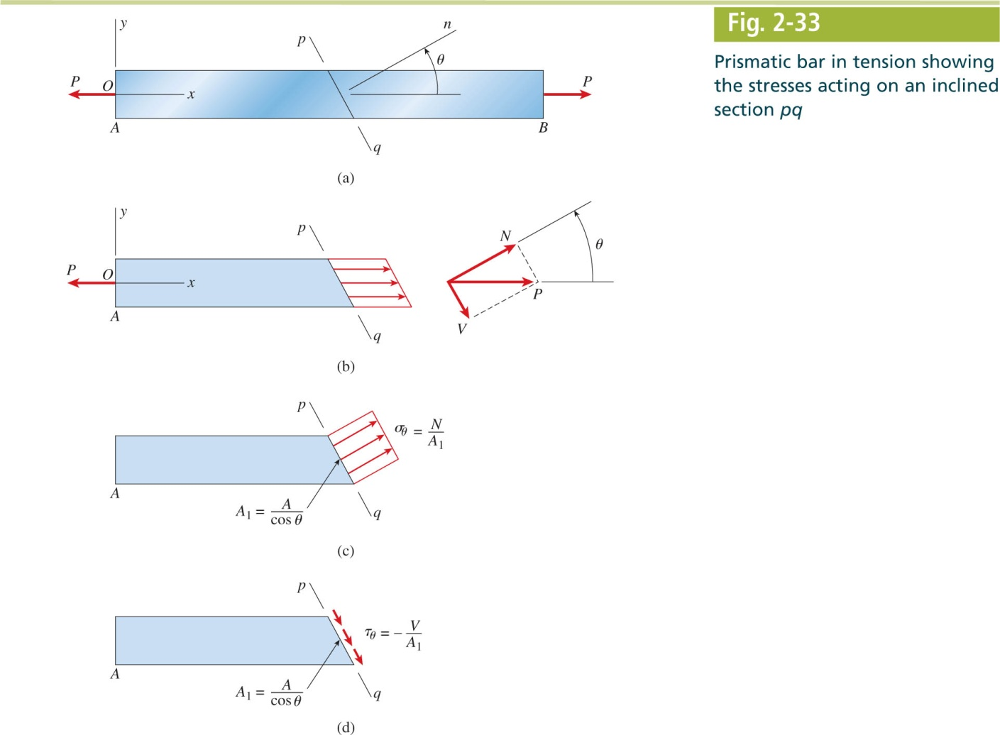 Fig. 2-33
Prismatic bar in tension showing
the stresses acting on an inclined
section pq
y
p
n
θ
P
O
x
P
A
B
q
(a)
y
p
N
θ
P
O
x
P
A
V
q
(b)
p
σθ = N/A1
A
A1 = A/cos θ
q
(c)
p
τθ = − V/A1
A
A1 = A/cos θ
q
(d)